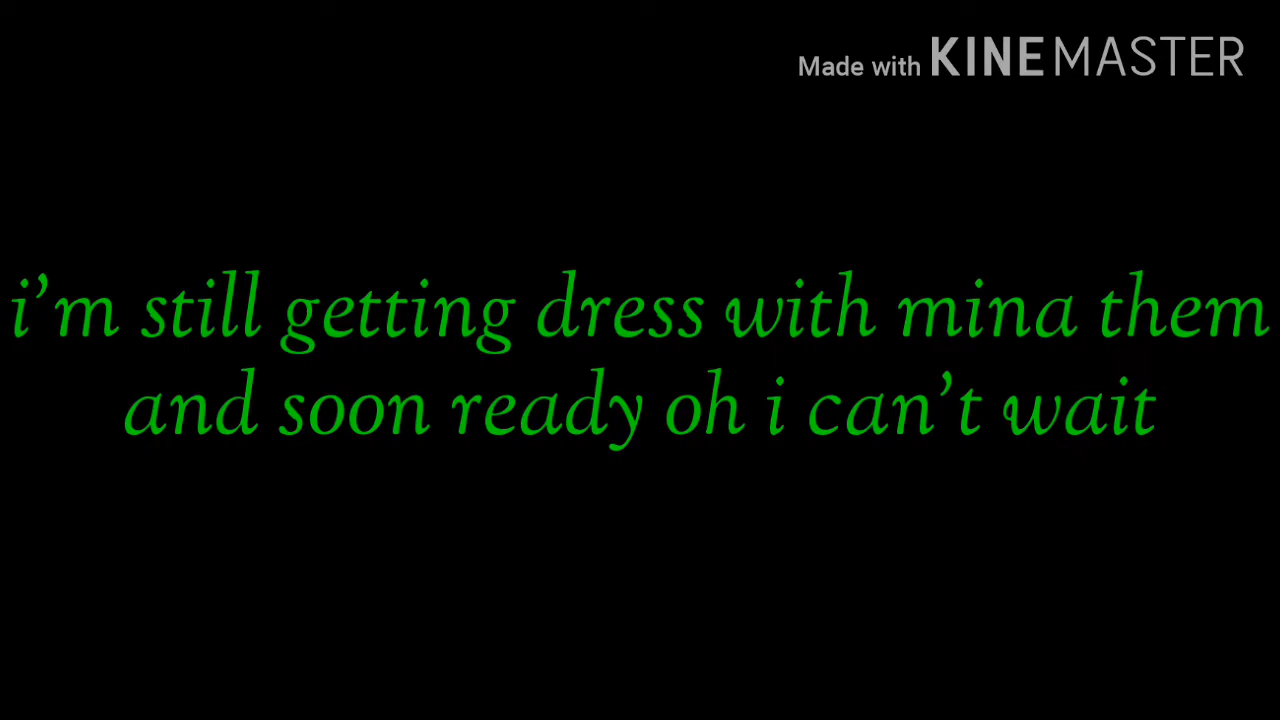 Made with KINEMASTER
i’m still getting dress with mina them
and soon ready oh i can’t wait